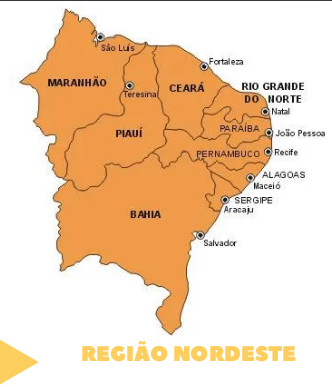 São Luís
Fortaleza
MARANHÃO
Teresina
CEARÁ
RIO GRANDE
DO NORTE
Natal
PARAÍBA
João Pessoa
PIAUÍ
PERNAMBUCO
Recife
ALAGOAS
Maceió
SERGIPE
Aracaju
BAHIA
Salvador
REGIÃO NORDESTE